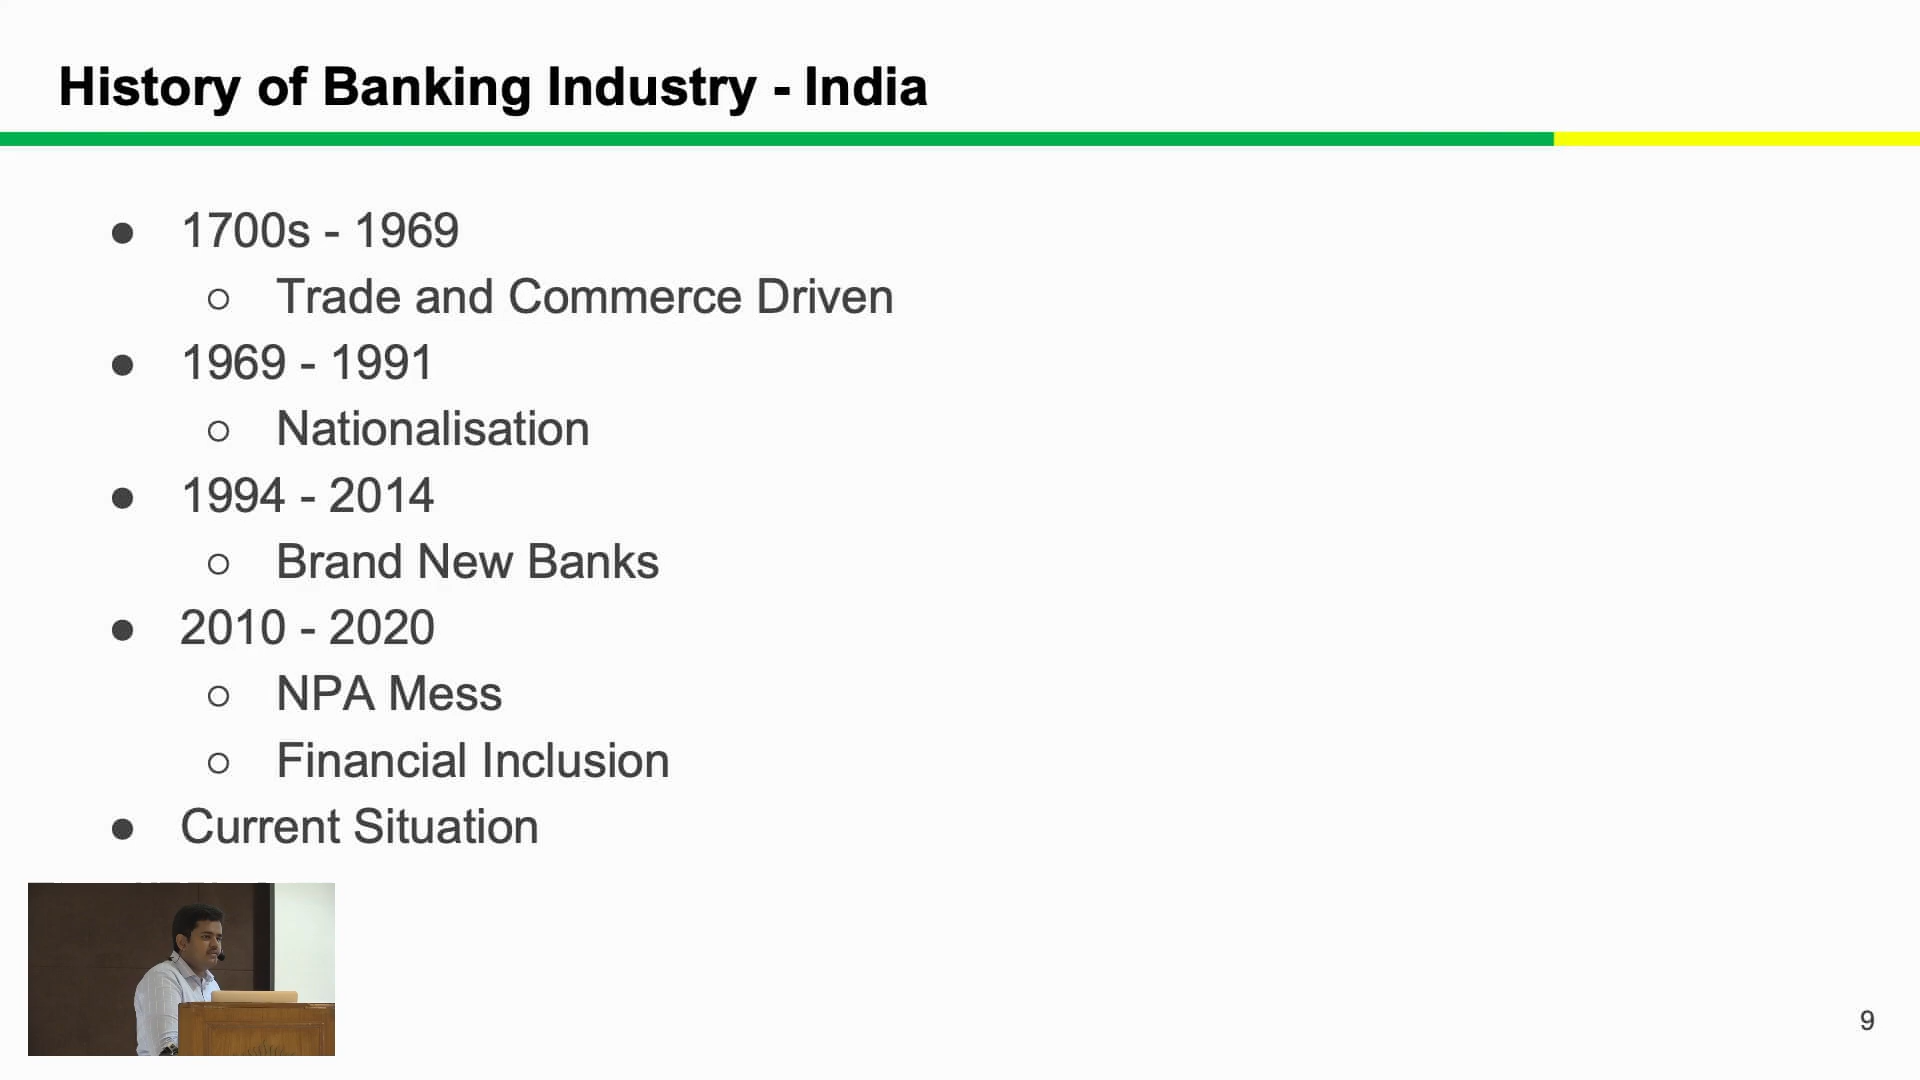 History of Banking Industry - India
● 1700s - 1969
○ Trade and Commerce Driven
● 1969 - 1991
○ Nationalisation
● 1994 - 2014
○ Brand New Banks
● 2010 - 2020
○ NPA Mess
○ Financial Inclusion
● Current Situation
9